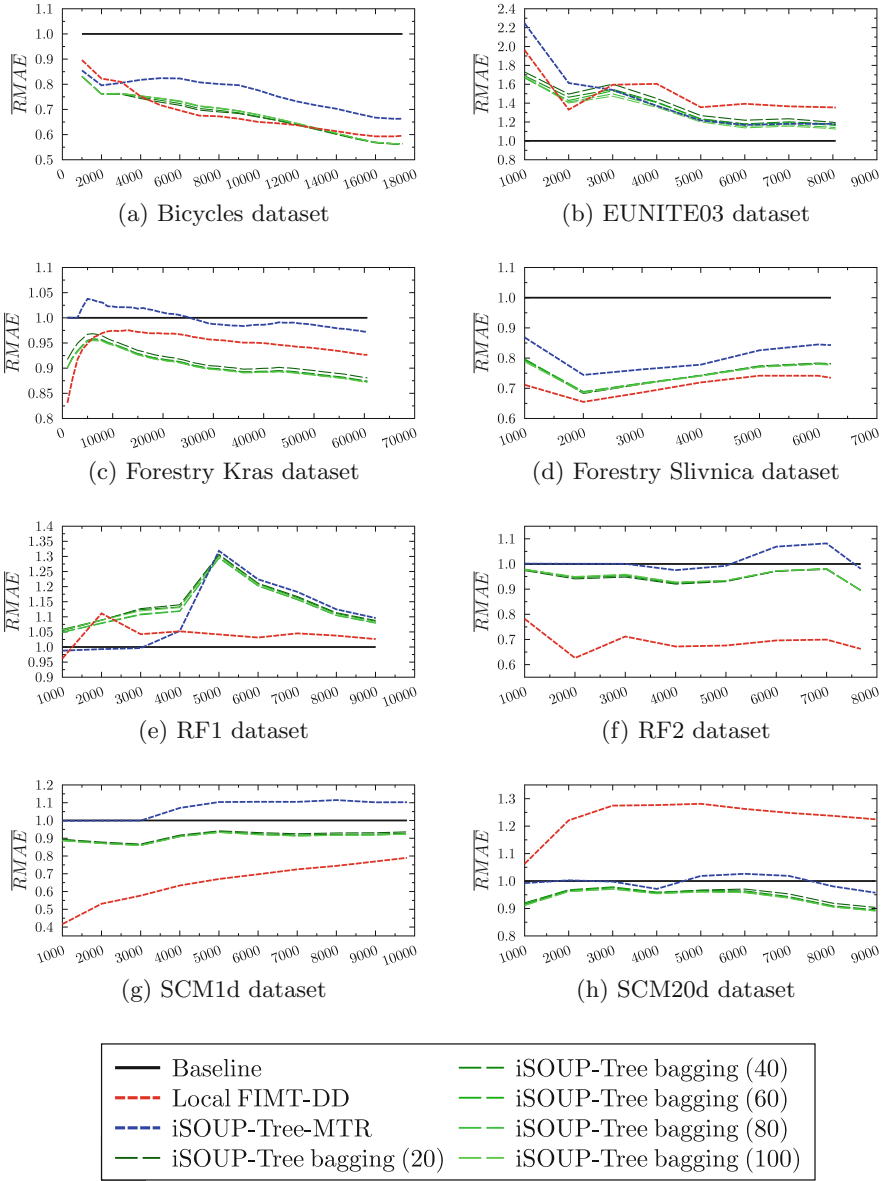 1.1
1.0
0.9
0.8
0.7
0.6
0.5
RMAE
0 2000 4000 6000 8000 10000 12000 14000 16000 18000
(a) Bicycles dataset
2.4
2.2
2.0
1.8
1.6
1.4
1.2
1.0
0.8
RMAE
1000 2000 3000 4000 5000 6000 7000 8000 9000
(b) EUNITE03 dataset
1.1
1.05
1.0
0.95
0.9
0.85
0.8
RMAE
0 10000 20000 30000 40000 50000 60000 70000
(c) Forestry Kras dataset
1.1
1.0
0.9
0.8
0.7
0.6
RMAE
1000 2000 3000 4000 5000 6000 7000
(d) Forestry Slivnica dataset
1.4
1.35
1.3
1.25
1.2
1.15
1.1
1.05
1.0
0.95
0.9
RMAE
1000 2000 3000 4000 5000 6000 7000 8000 9000 10000
(e) RF1 dataset
1.1
1.0
0.9
0.8
0.7
0.6
RMAE
1000 2000 3000 4000 5000 6000 7000 8000
(f) RF2 dataset
1.2
1.1
1.0
0.9
0.8
0.7
0.6
0.5
0.4
RMAE
1000 2000 3000 4000 5000 6000 7000 8000 9000 10000
(g) SCM1d dataset
1.3
1.2
1.1
1.0
0.9
0.8
RMAE
1000 2000 3000 4000 5000 6000 7000 8000 9000
(h) SCM20d dataset
Baseline
Local FIMT-DD
iSOUP-Tree-MTR
iSOUP-Tree bagging (20)
iSOUP-Tree bagging (40)
iSOUP-Tree bagging (60)
iSOUP-Tree bagging (80)
iSOUP-Tree bagging (100)